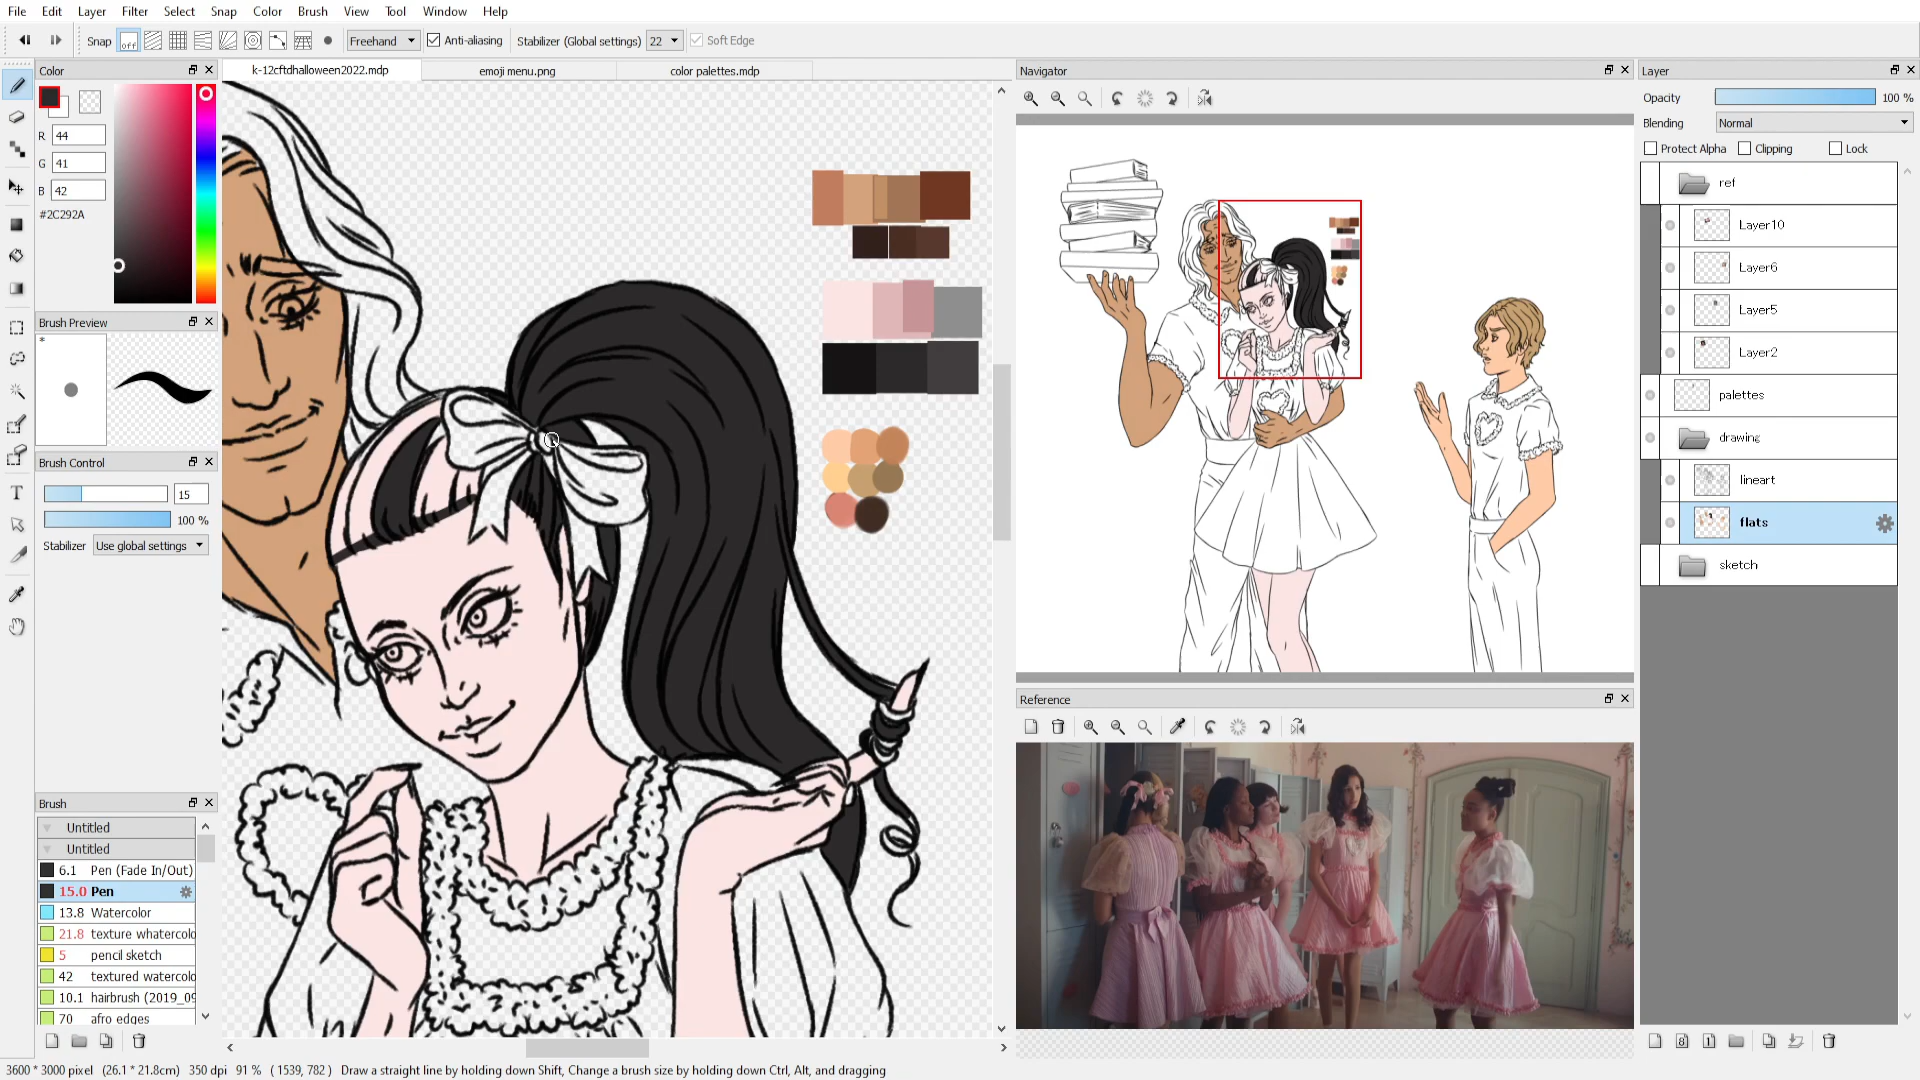 File Edit Layer Filter Select Snap Color Brush View Tool Window Help
Snap off Freehand Anti-aliasing Stabilizer (Global settings) 22 Soft Edge
Color
k-12cftdhalloween2022.mdp emoji menu.png color palettes.mdp
Navigator
Layer
R 44
G 41
B 42
#2C292A
Brush Preview
*
Brush Control
15
100 %
Stabilizer Use global settings
Brush
Untitled
Untitled
6.1 Pen (Fade In/Out)
15.0 Pen
13.8 Watercolor
21.8 texture whatercolo
5 pencil sketch
42 textured watercolo
10.1 hairbrush (2019_09
70 afro edges
Reference
Opacity 100 %
Blending Normal
Protect Alpha Clipping Lock
ref
Layer10
Layer6
Layer5
Layer2
palettes
drawing
lineart
flats
sketch
8 1
3600 * 3000 pixel (26.1 * 21.8cm) 350 dpi 91 % ( 1539, 782 ) Draw a straight line by holding down Shift, Change a brush size by holding down Ctrl, Alt, and dragging